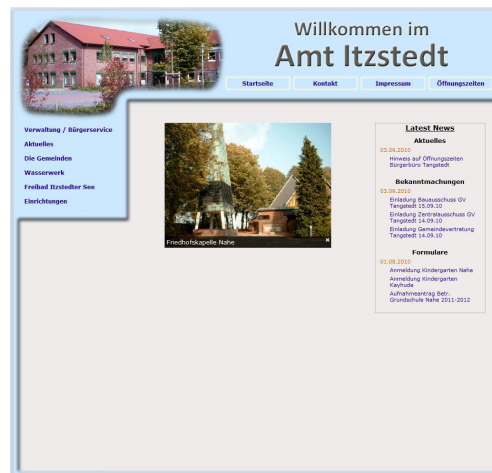 Willkommen im
Amt Itzstedt
Startseite
Kontakt
Impressum
Öffnungszeiten
Verwaltung / Bürgerservice
Aktuelles
Die Gemeinden
Wasserwerk
Freibad Itzstedter See
Einrichtungen
Friedhofskapelle Nahe
×
Latest News
Aktuelles
03.09.2010
Hinweis auf Öffnungszeiten
Bürgerbüro Tangstedt
Bekanntmachungen
03.09.2010
Einladung Bauausschuss GV
Tangstedt 15.09.10
Einladung Zentralausschuss GV
Tangstedt 14.09.10
Einladung Gemeindevertretung
Tangstedt 14.09.10
Formulare
01.08.2010
Anmeldung Kindergarten Nahe
Anmeldung Kindergarten
Kayhude
Aufnahmeantrag Betr.
Grundschule Nahe 2011-2012